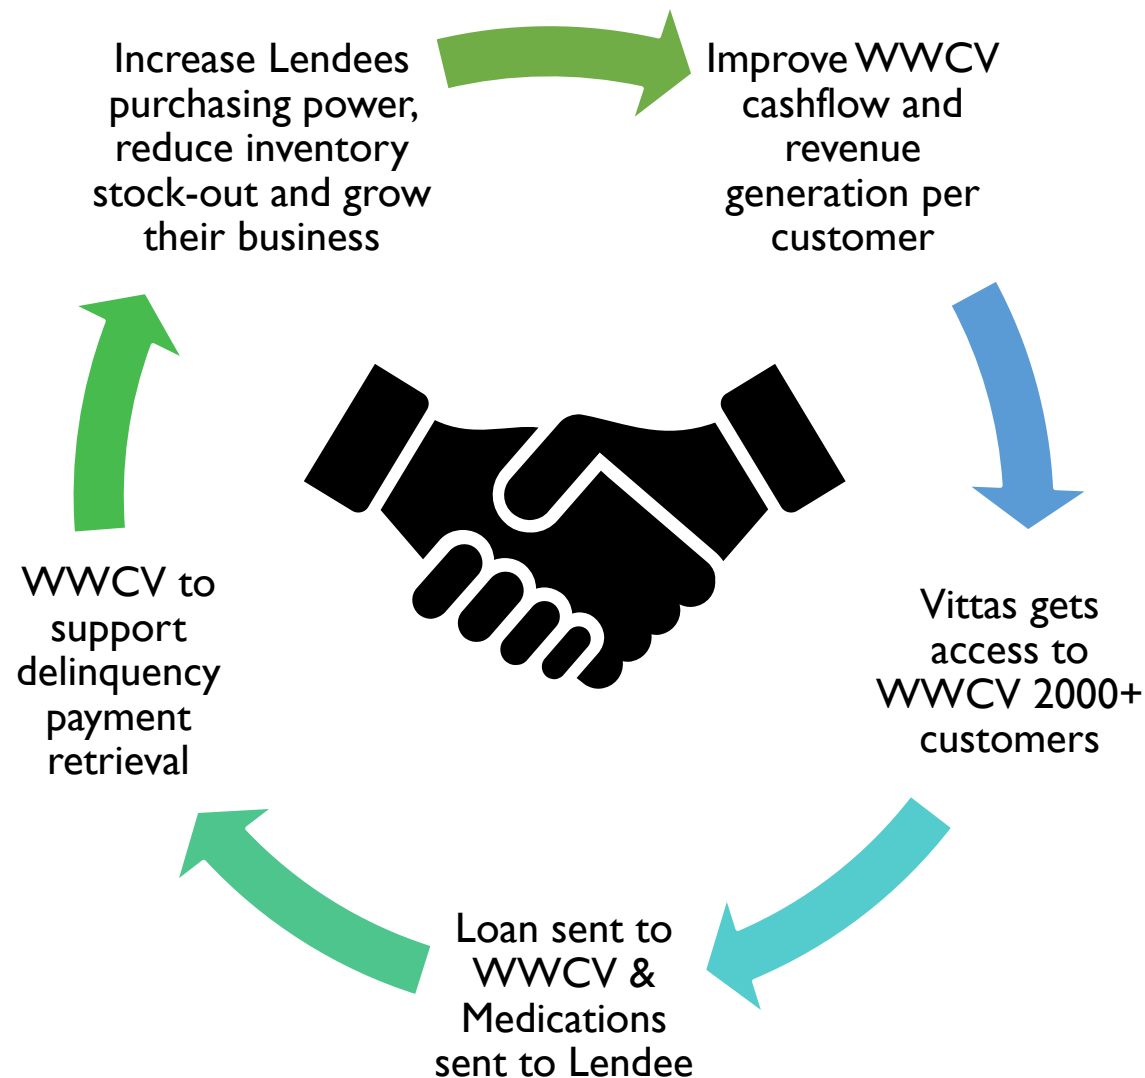 Increase Lendees
purchasing power,
reduce inventory
stock-out and grow
their business
Improve WWCV
cashflow and
revenue
generation per
customer
Vittas gets
access to
WWCV 2000+
customers
Loan sent to
WWCV &
Medications
sent to Lendee
WWCV to
support
delinquency
payment
retrieval